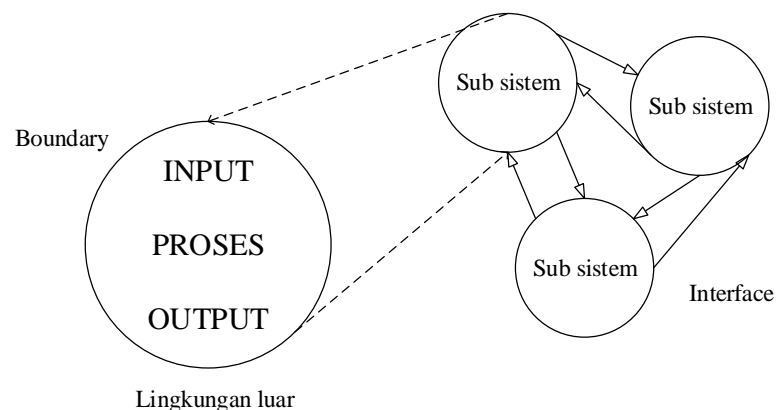 Sub sistem
Sub sistem
Boundary
INPUT
PROSES
OUTPUT
Sub sistem
Interface
Lingkungan luar